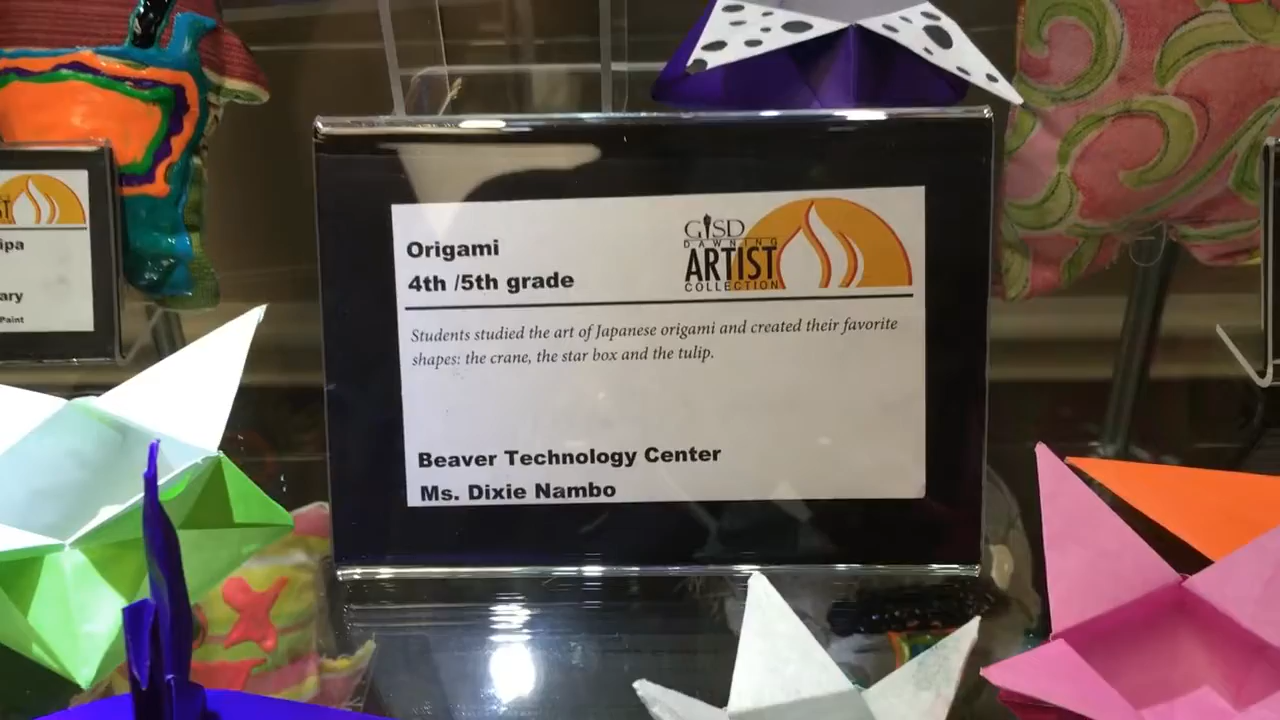 Origami
4th /5th grade
GISD
DAWNING
ARTIST
COLLECTION
Students studied the art of Japanese origami and created their favorite
shapes: the crane, the star box and the tulip.
Beaver Technology Center
Ms. Dixie Nambo
Paint